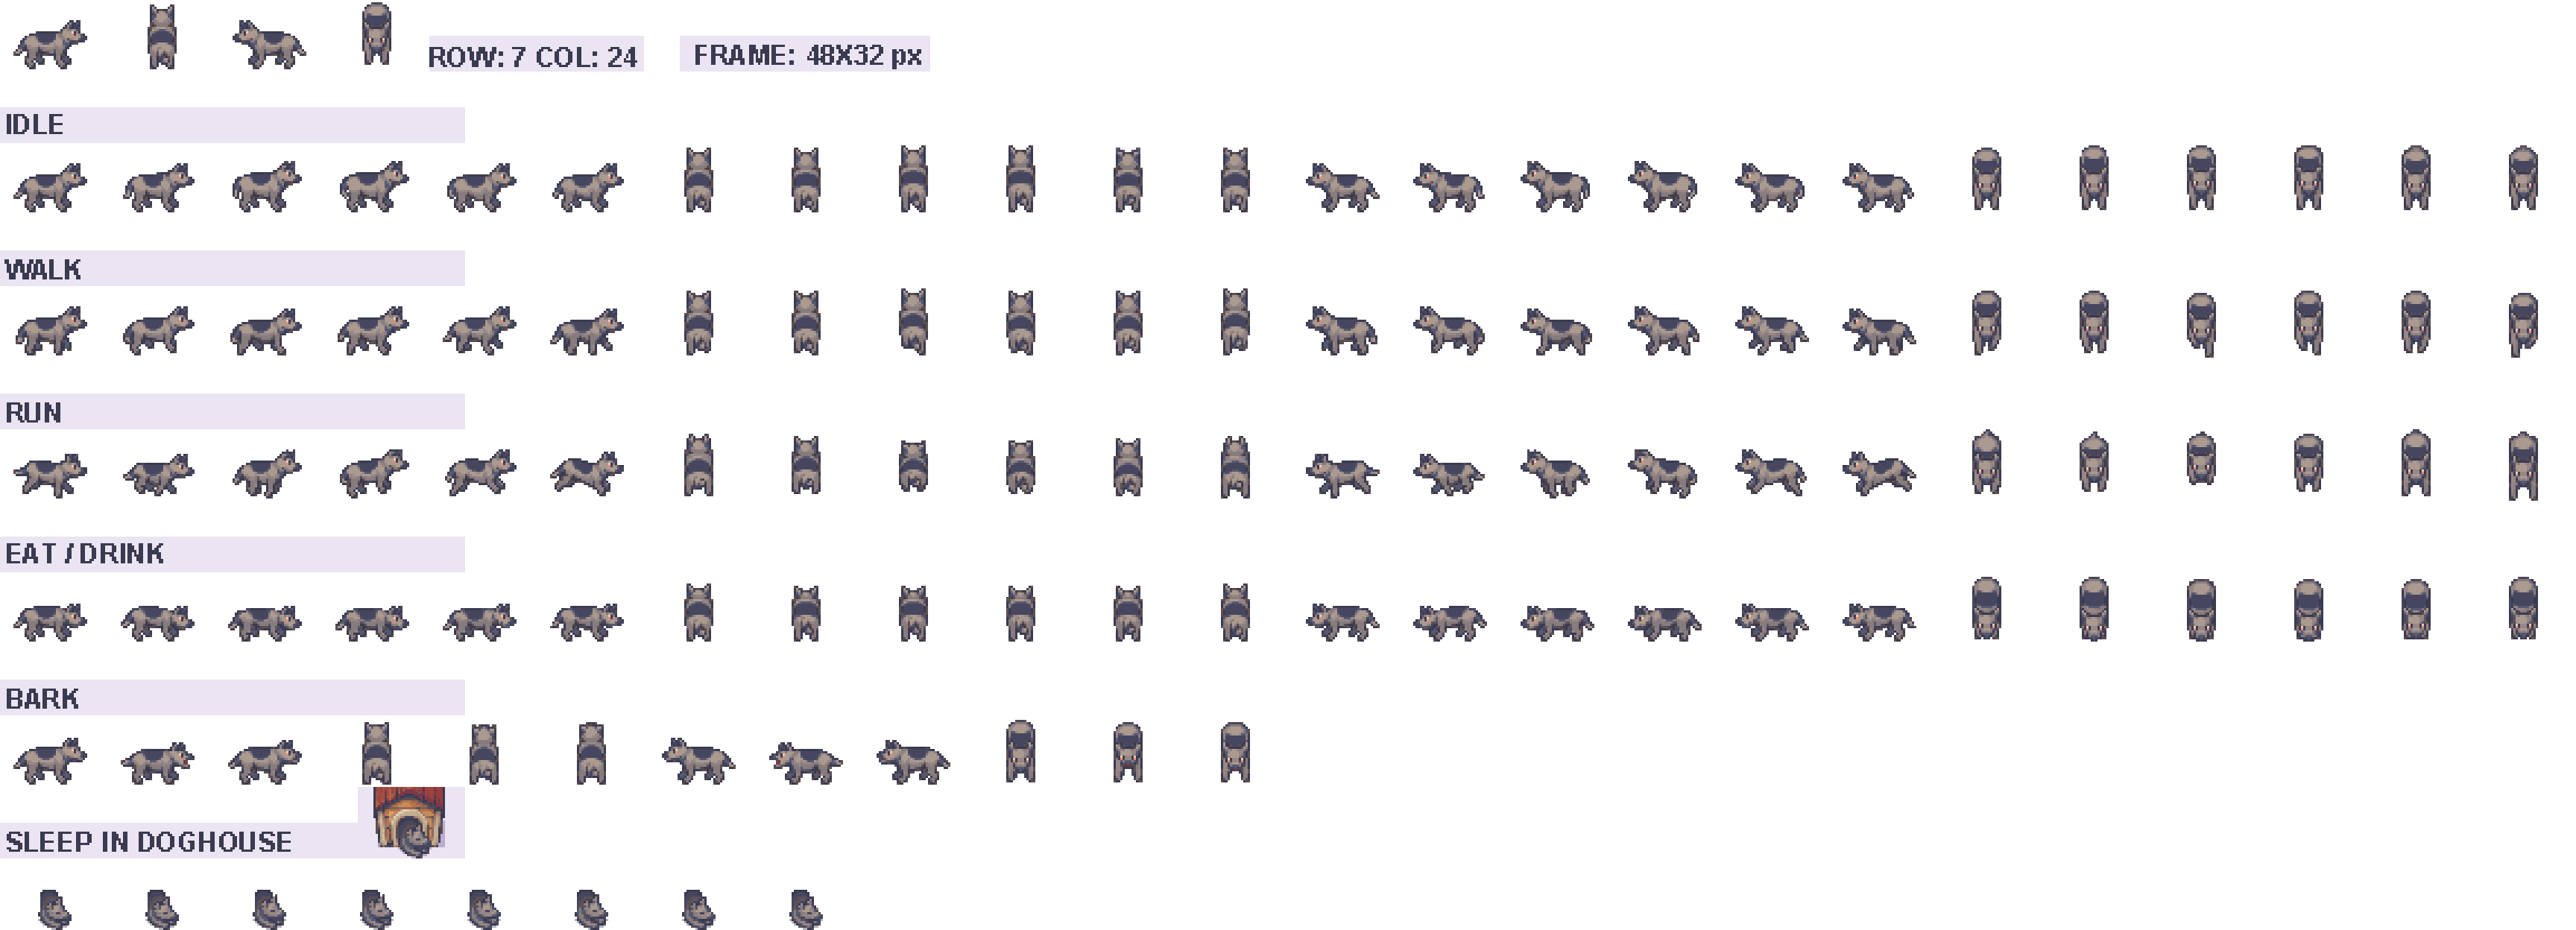 ROW: 7 COL: 24
FRAME: 48X32 px
IDLE
WALK
RUN
EAT / DRINK
BARK
SLEEP IN DOGHOUSE